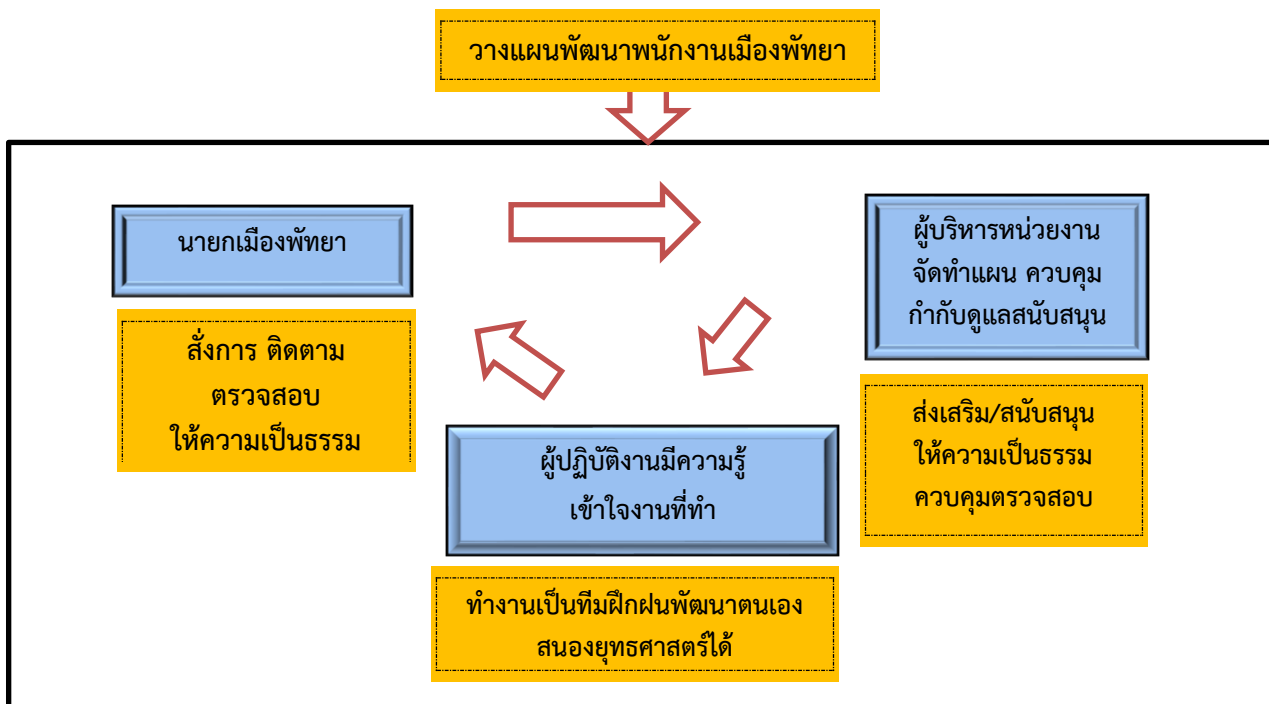 วางแผนพัฒนาพนักงานเมืองพัทยา
นายกเมืองพัทยา
สั่งการ ติดตาม
ตรวจสอบ
ให้ความเป็นธรรม
ผู้บริหารหน่วยงาน
จัดทำแผน ควบคุม
กำกับดูแลสนับสนุน
ส่งเสริม/สนับสนุน
ให้ความเป็นธรรม
ควบคุมตรวจสอบ
ผู้ปฏิบัติงานมีความรู้
เข้าใจงานที่ทำ
ทำงานเป็นทีมฝึกฝนพัฒนาตนเอง
สนองยุทธศาสตร์ได้